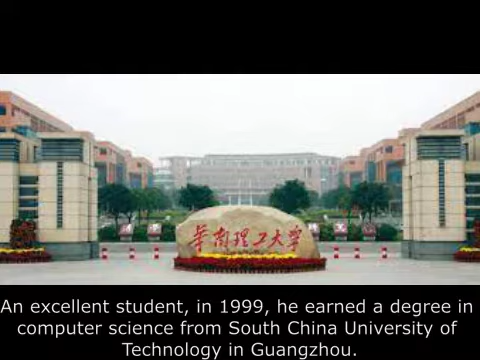 华南理工大学
An excellent student, in 1999, he earned a degree in
computer science from South China University of
Technology in Guangzhou.